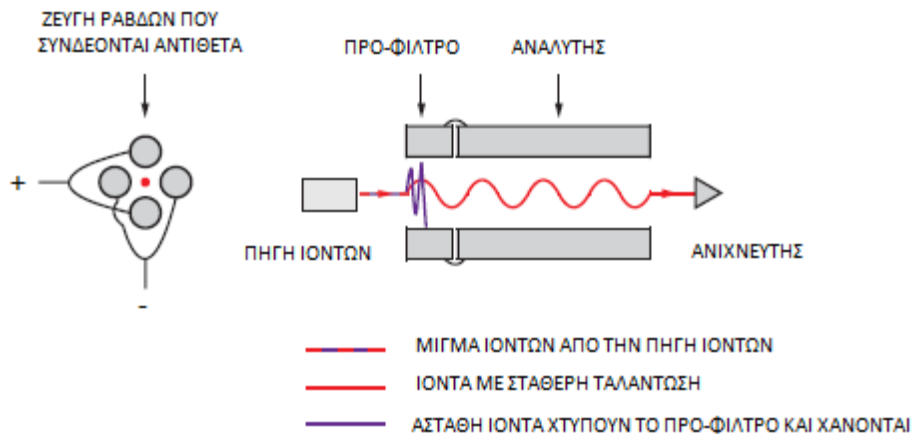 ΖΕΥΓΗ ΡΑΒΔΩΝ ΠΟΥ
ΣΥΝΔΕΟΝΤΑΙ ΑΝΤΙΘΕΤΑ
ΠΡΟ-ΦΙΛΤΡΟ
ΑΝΑΛΥΤΗΣ
+
-
ΠΗΓΗ ΙΟΝΤΩΝ
ΑΝΙΧΝΕΥΤΗΣ
ΜΙΓΜΑ ΙΟΝΤΩΝ ΑΠΟ ΤΗΝ ΠΗΓΗ ΙΟΝΤΩΝ
ΙΟΝΤΑ ΜΕ ΣΤΑΘΕΡΗ ΤΑΛΑΝΤΩΣΗ
ΑΣΤΑΘΗ ΙΟΝΤΑ ΧΤΥΠΟΥΝ ΤΟ ΠΡΟ-ΦΙΛΤΡΟ ΚΑΙ ΧΑΝΟΝΤΑΙ